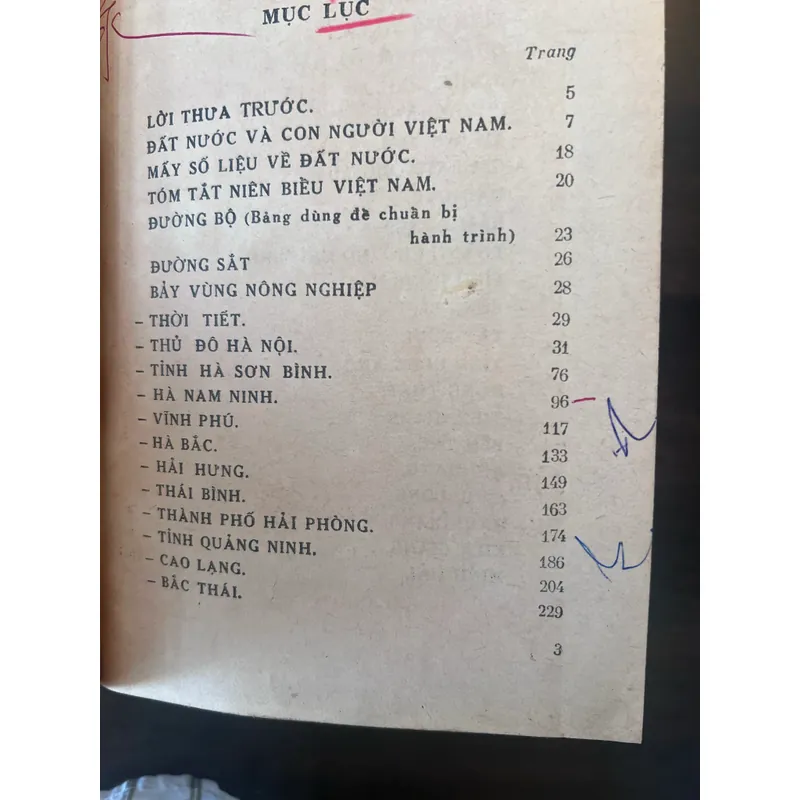 MỤC LỤC
Trang
LỜI THƯA TRƯỚC. 5
ĐẤT NƯỚC VÀ CON NGƯỜI VIỆT NAM. 7
MẤY SỐ LIỆU VỀ ĐẤT NƯỚC. 18
TÓM TẮT NIÊN BIỂU VIỆT NAM. 20
ĐƯỜNG BỘ (Bảng dùng để chuẩn bị
hành trình) 23
ĐƯỜNG SẮT 26
BẢY VÙNG NÔNG NGHIỆP 28
- THỜI TIẾT. 29
- THỦ ĐÔ HÀ NỘI. 31
- TỈNH HÀ SƠN BÌNH. 76
- HÀ NAM NINH. 96
- VĨNH PHÚ. 117
- HÀ BẮC. 133
- HẢI HƯNG. 149
- THÁI BÌNH. 163
- THÀNH PHỐ HẢI PHÒNG. 174
- TỈNH QUẢNG NINH. 186
- CAO LẠNG. 204
- BẮC THÁI. 229
3